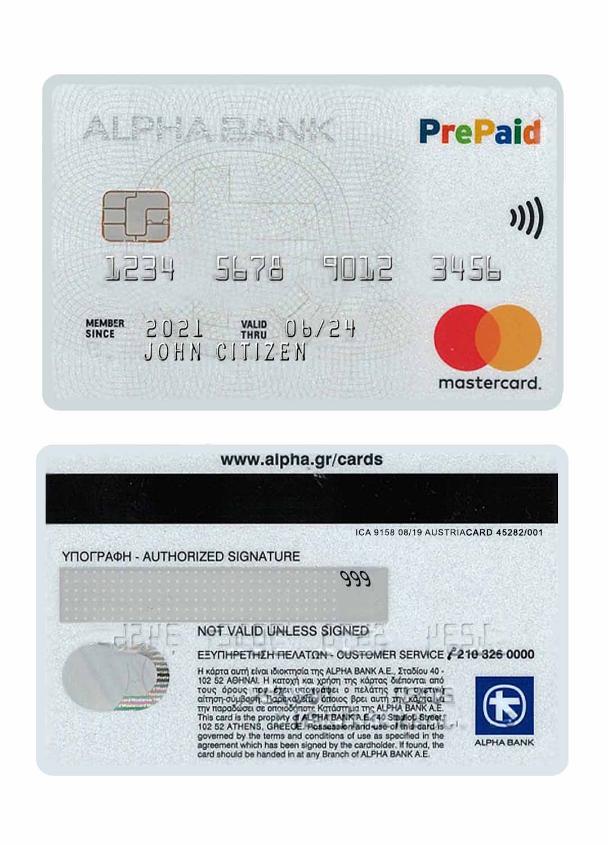 ALPHA BANK
PrePaid
1234 5678 9012 3456
MEMBER SINCE 2021 VALID THRU 06/24
JOHN CITIZEN
mastercard.
www.alpha.gr/cards
ICA 9158 08/19 AUSTRIACARD 45282/001
ΥΠΟΓΡΑΦΗ - AUTHORIZED SIGNATURE
999
NOT VALID UNLESS SIGNED
ΕΞΥΠΗΡΕΤΗΣΗ ΠΕΛΑΤΩΝ - CUSTOMER SERVICE 210 326 0000
Η κάρτα αυτή είναι ιδιοκτησία της ALPHA BANK A.E., Σταδίου 40 -
102 52 ΑΘΗΝΑ. Η κατοχή και χρήση της κάρτας διέπονται από
τους όρους ο πελάτης
αίτηση-σύμβαση. Παρακαλείται όποιος βρει αυτή την κάρτα να
την παραδώσει σε οποιοδήποτε Κατάστημα της ALPHA BANK A.E.
This card is the property of ALPHA BANK A.E. 40 Stadiou Street,
102 52 ATHENS, GREECE. Possession and use of this card is
governed by the terms and conditions of use as specified in the
agreement which has been signed by the cardholder. If found, the
card should be handed in at any Branch of ALPHA BANK A.E.
ALPHA BANK